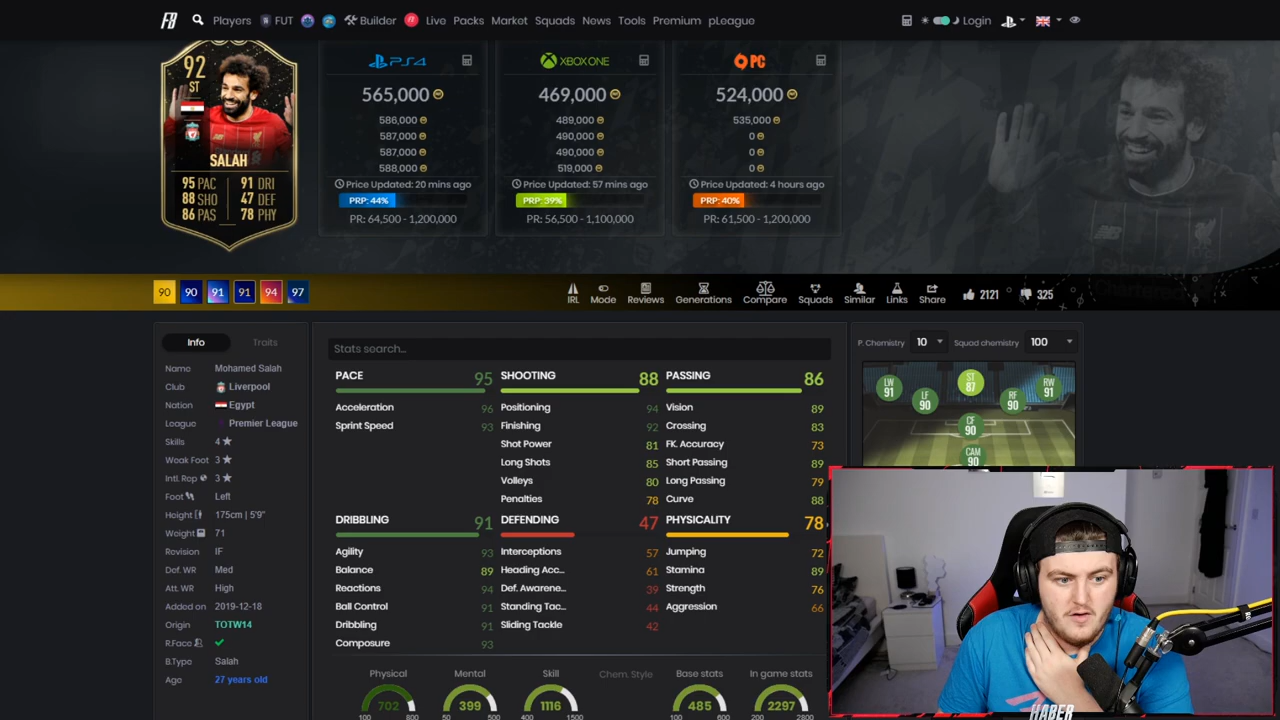 Players FUT Builder Live Packs Market Squads News Tools Premium pLeague Login
92
ST
SALAH
95 PAC 91 DRI
88 SHO 47 DEF
86 PAS 78 PHY
PS4
565,000
586,000
587,000
587,000
588,000
Price Updated: 20 mins ago
PRP: 44%
PR: 64,500 - 1,200,000
XBOX ONE
469,000
489,000
490,000
490,000
519,000
Price Updated: 57 mins ago
PRP: 39%
PR: 56,500 - 1,100,000
PC
524,000
535,000
0
0
0
Price Updated: 4 hours ago
PRP: 40%
PR: 61,500 - 1,200,000
90 90 91 91 94 97
IRL Mode Reviews Generations Compare Squads Similar Links Share 2121 325
Info Traits
Name Mohamed Salah
Club Liverpool
Nation Egypt
League Premier League
Skills 4
Weak Foot 3
Intl. Rep 3
Foot Left
Height 175cm | 5'9"
Weight 71
Revision IF
Def. WR Med
Att. WR High
Added on 2019-12-18
Origin TOTW14
R.Face
B.Type Salah
Age 27 years old
Stats search...
PACE 95
Acceleration 96
Sprint Speed 93
SHOOTING 88
Positioning 94
Finishing 92
Shot Power 81
Long Shots 85
Volleys 80
Penalties 78
PASSING 86
Vision 89
Crossing 83
FK. Accuracy 73
Short Passing 89
Long Passing 79
Curve 88
DRIBBLING 91
Agility 93
Balance 89
Reactions 94
Ball Control 91
Dribbling 91
Composure 93
DEFENDING 47
Interceptions 57
Heading Acc... 61
Def. Awarene... 39
Standing Tac... 44
Sliding Tackle 42
PHYSICALITY 78
Jumping 72
Stamina 89
Strength 76
Aggression 66
Physical Mental Skill Chem. Style Base stats In game stats
702 399 1116 485 2297
100 800 50 500 400 1500 100 600 200 2800
P. Chemistry 10 Squad chemistry 100
ST
87
LW
91
RW
91
LF
90
RF
90
CF
90
CAM
90
HABER